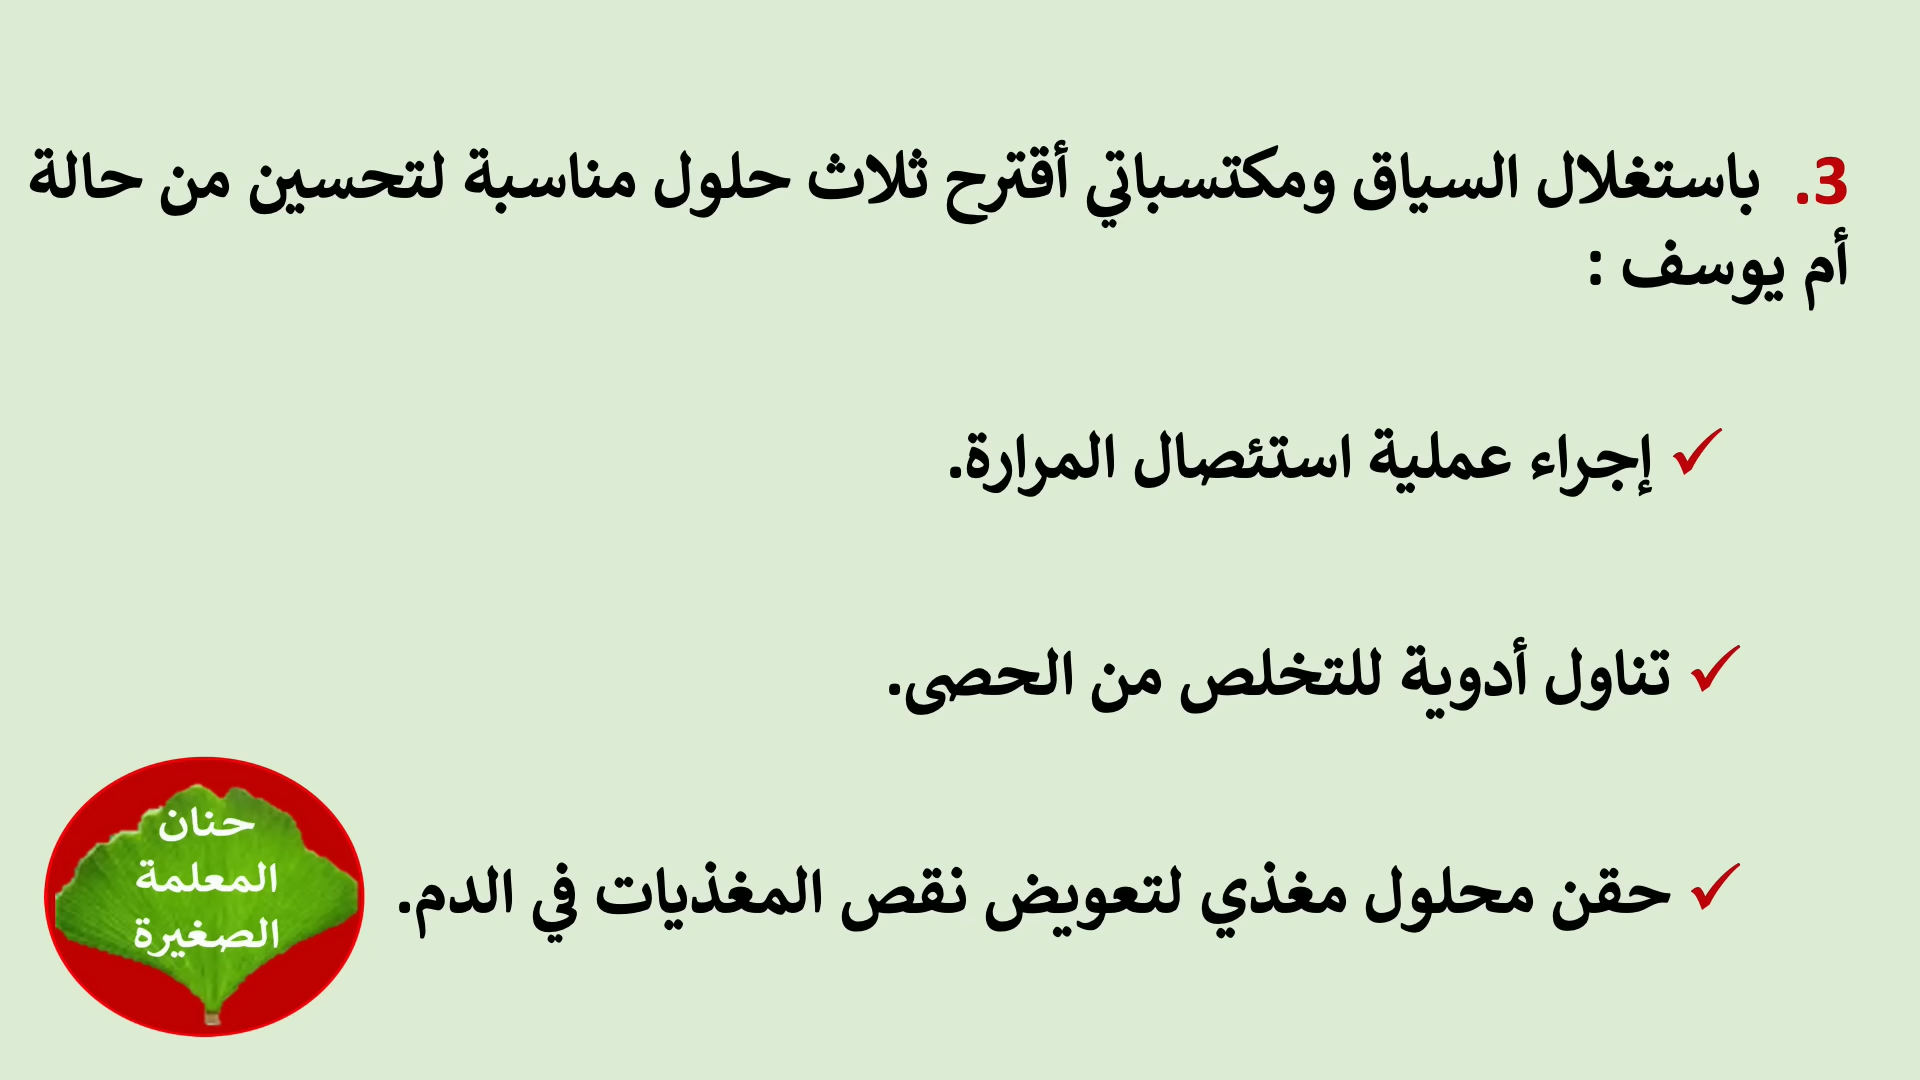 3. باستغلال السياق ومكتسباتي أقترح ثلاث حلول مناسبة لتحسين من حالة
أم يوسف :
✓ إجراء عملية استئصال المرارة.
✓ تناول أدوية للتخلص من الحصى.
✓ حقن محلول مغذي لتعويض نقص المغذيات في الدم.
حنان
المعلمة
الصغيرة